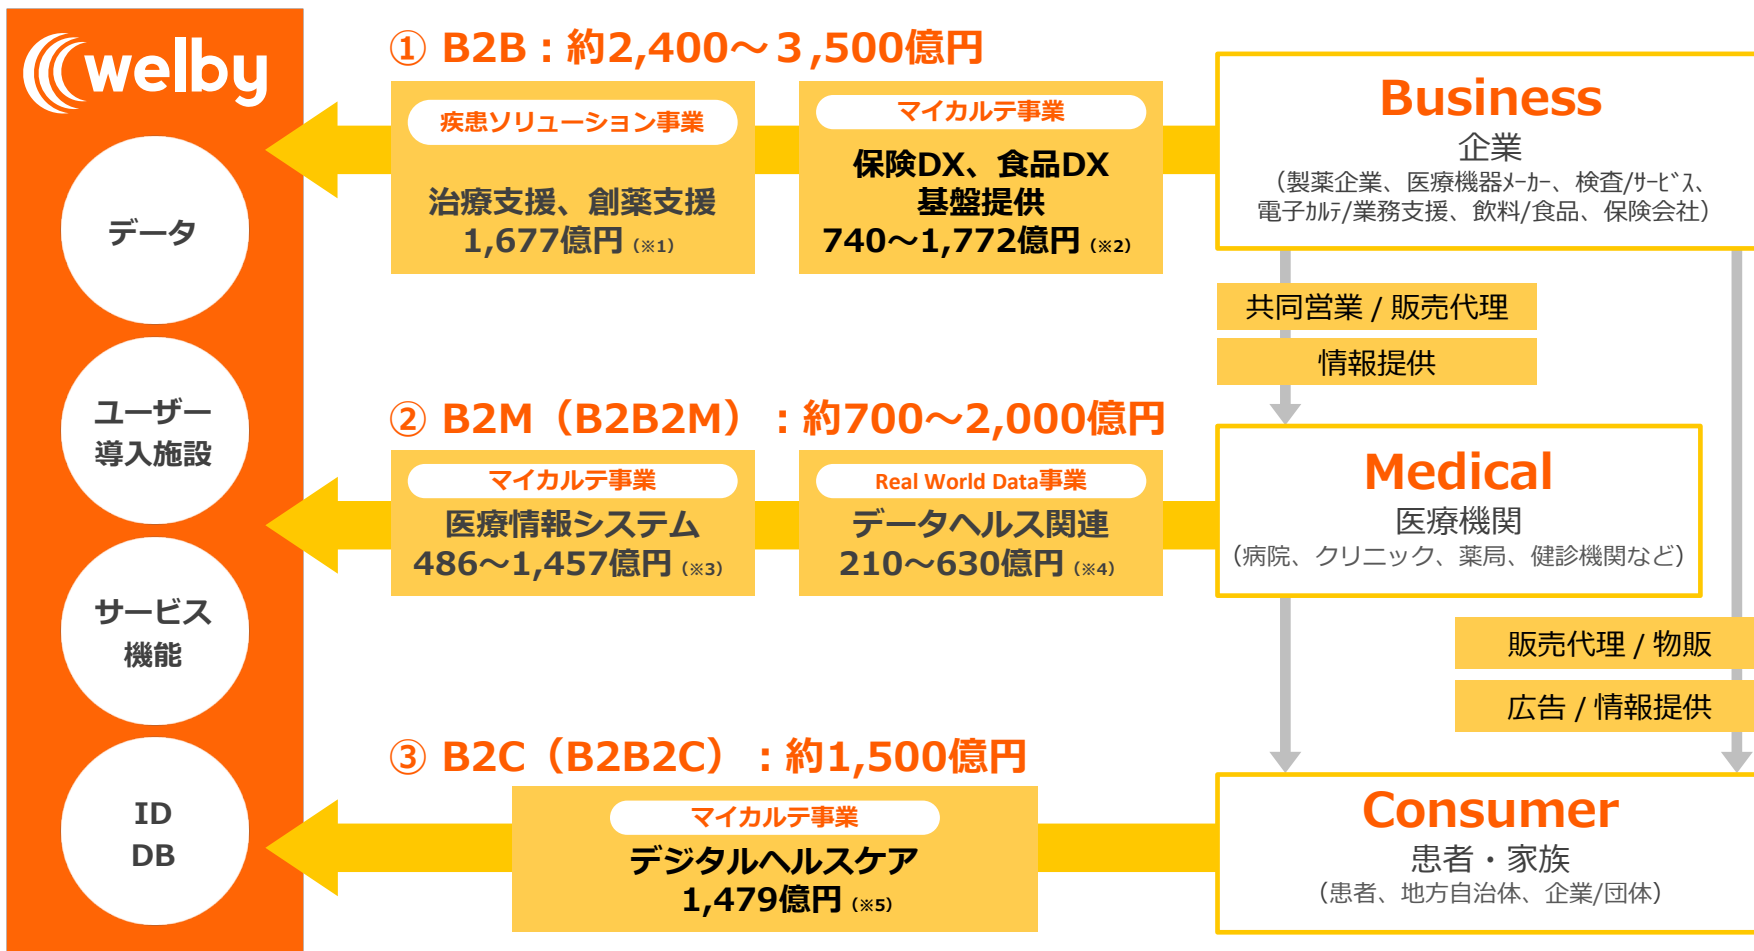 welby
データ
ユーザー
導入施設
サービス
機能
ID
DB
① B2B：約2,400～３,500億円
疾患ソリューション事業
治療支援、創薬支援
1,677億円（※1）
マイカルテ事業
保険DX、食品DX
基盤提供
740～1,772億円（※2）
Business
企業
（製薬企業、医療機器ﾒｰｶｰ、検査/ｻｰﾋﾞｽ、
電子ｶﾙﾃ/業務支援、飲料/食品、保険会社）
共同営業 / 販売代理
情報提供
② B2M（B2B2M）：約700～2,000億円
マイカルテ事業
医療情報システム
486～1,457億円（※3）
Real World Data事業
データヘルス関連
210～630億円（※4）
Medical
医療機関
（病院、クリニック、薬局、健診機関など）
販売代理 / 物販
広告 / 情報提供
③ B2C（B2B2C）：約1,500億円
マイカルテ事業
デジタルヘルスケア
1,479億円（※5）
Consumer
患者・家族
（患者、地方自治体、企業/団体）